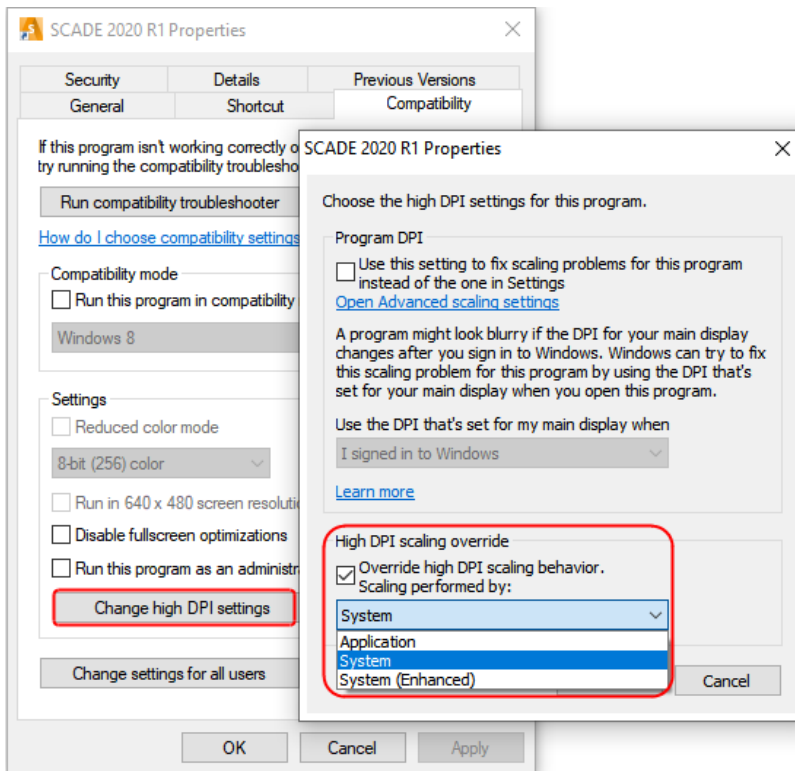 SCADE 2020 R1 Properties
Security Details Previous Versions
General Shortcut Compatibility
If this program isn't working correctly o
try running the compatibility troublesho
Run compatibility troubleshooter
How do I choose compatibility settings
Compatibility mode
Run this program in compatibility
Windows 8
Settings
Reduced color mode
8-bit (256) color
Run in 640 x 480 screen resoluti
Disable fullscreen optimizations
Run this program as an administr
Change high DPI settings
Change settings for all users
OK Cancel Apply
SCADE 2020 R1 Properties
Choose the high DPI settings for this program.
Program DPI
Use this setting to fix scaling problems for this program
instead of the one in Settings
Open Advanced scaling settings
A program might look blurry if the DPI for your main display
changes after you sign in to Windows. Windows can try to fix
this scaling problem for this program by using the DPI that's
set for your main display when you open this program.
Use the DPI that's set for my main display when
I signed in to Windows
Learn more
High DPI scaling override
Override high DPI scaling behavior.
Scaling performed by:
System
Application
System
System (Enhanced)
Cancel